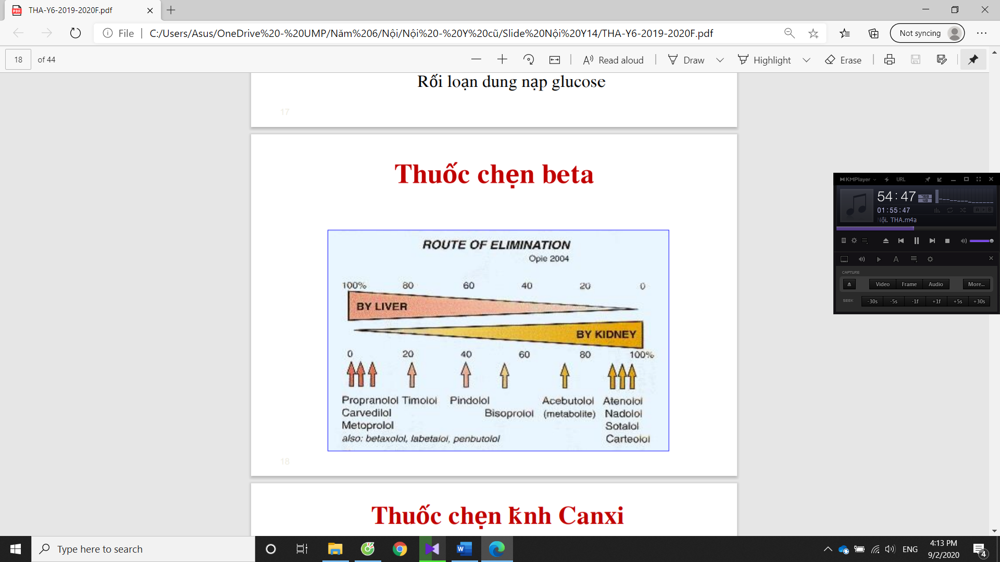 THA-Y6-2019-2020F.pdf
File
C:/Users/Asus/OneDrive%20-%20UMP/Năm%206/Nội/Nội%20-%20Y%20cũ/Slide%20Nội%20Y14/THA-Y6-2019-2020F.pdf
Not syncing
18 of 44
Read aloud
Draw
Highlight
Erase
Rối loạn dung nạp glucose
17
Thuốc chẹn beta
ROUTE OF ELIMINATION
Opie 2004
100% 80 60 40 20 0
BY LIVER
BY KIDNEY
0 20 40 60 80 100%
Propranolol Timolol Pindolol Acebutolol Atenolol
Carvedilol Bisoprolol (metabolite) Nadolol
Metoprolol Sotalol
also: betaxolol, labetalol, penbutolol Carteolol
18
Thuốc chẹn kênh Canxi
KMPlayer URL
54:47
768
48
01:55:47
Nội. THA.m4a
CAPTURE
Video Frame Audio More...
SEEK -30s -5s -1f +1f +5s +30s
Type here to search
ENG
4:13 PM
9/2/2020
4